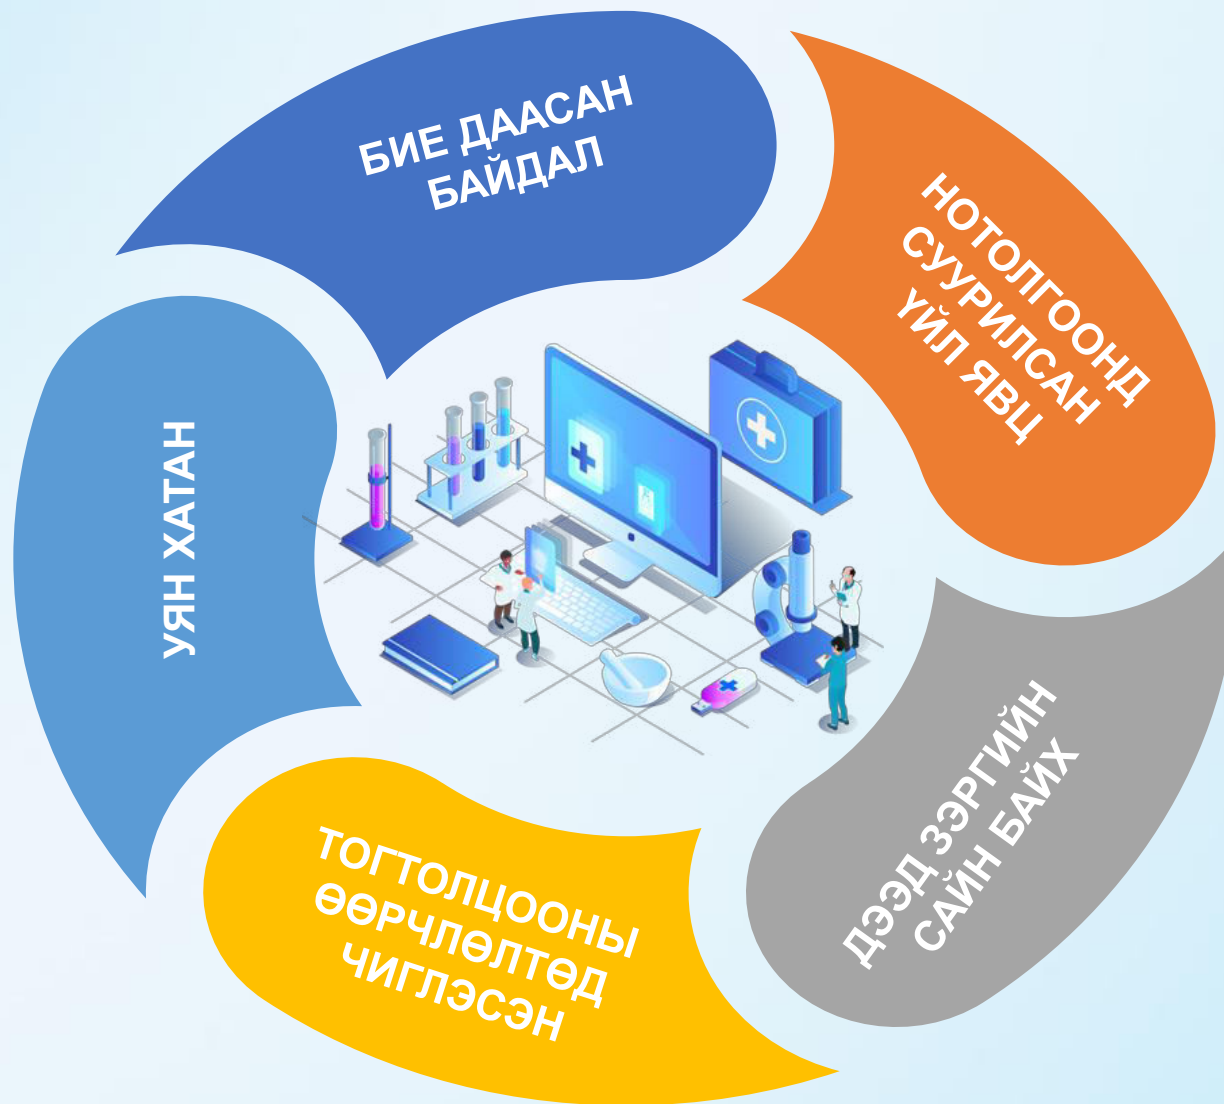 БИЕ ДААСАН
БАЙДАЛ
НОТОЛГООНД
СУУРИЛСАН
ҮЙЛ ЯВЦ
ДЭЭД ЗЭРГИЙН
САЙН БАЙХ
ТОГТОЛЦООНЫ
ӨӨРЧЛӨЛТӨД
ЧИГЛЭСЭН
УЯН ХАТАН